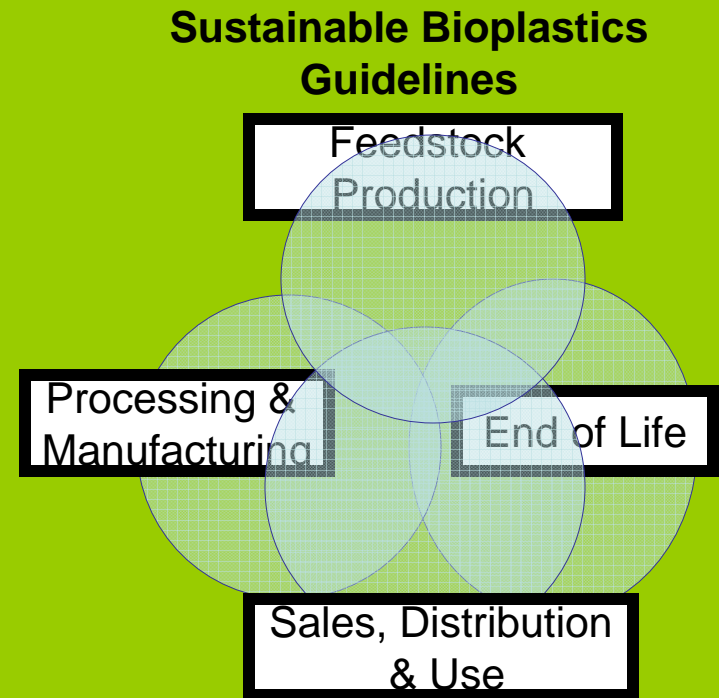 Sustainable Bioplastics
Guidelines
Feedstock
Production
Processing &
Manufacturing
End of Life
Sales, Distribution
& Use